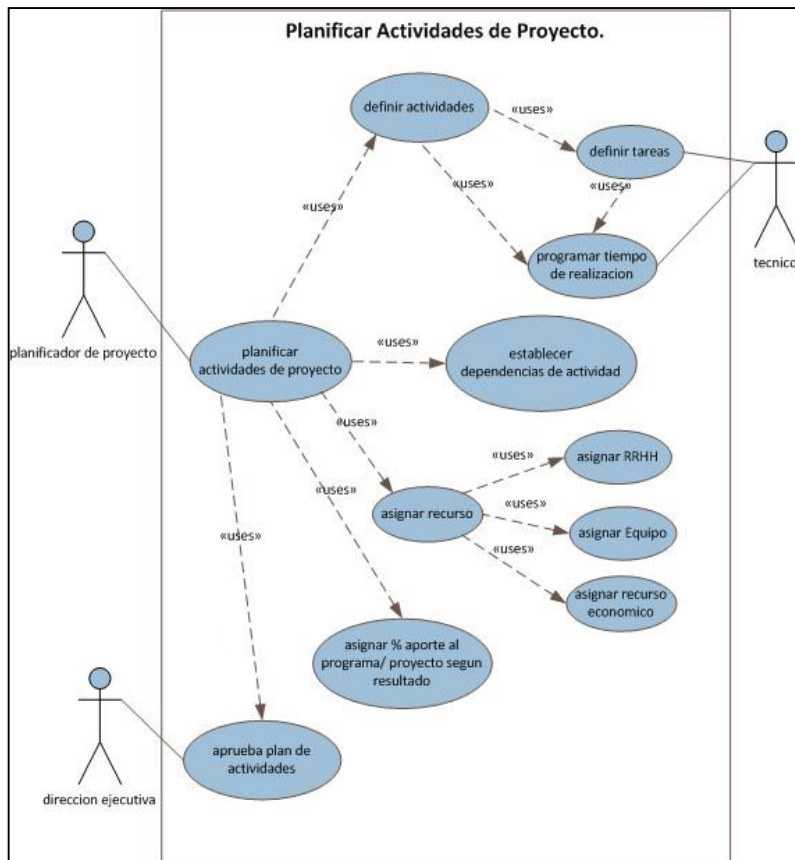 Planificar Actividades de Proyecto.
definir actividades
«uses»
definir tareas
«uses»
«uses»
«uses»
programar tiempo
de realizacion
tecnico
planificador de proyecto
planificar
actividades de proyecto
«uses»
establecer
dependencias de actividad
«uses»
«uses»
asignar RRHH
«uses»
asignar recurso
«uses»
asignar Equipo
«uses»
«uses»
asignar recurso
economico
asignar % aporte al
programa/ proyecto segun
resultado
aprueba plan de
actividades
direccion ejecutiva